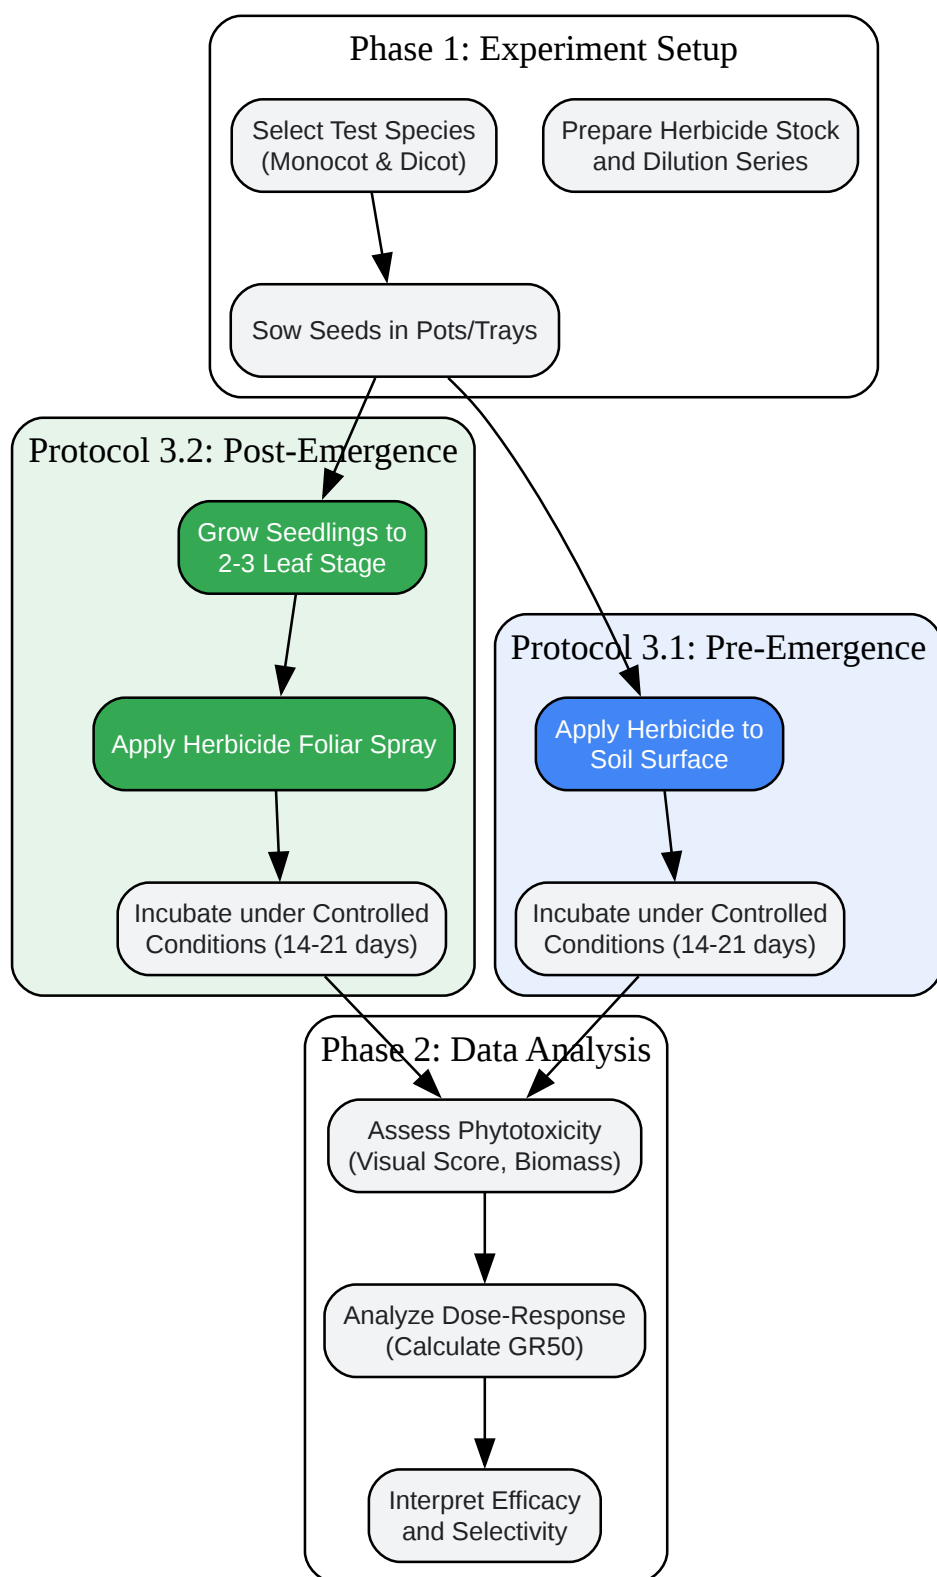 Phase 1: Experiment Setup
Select Test Species
(Monocot & Dicot)
Prepare Herbicide Stock
and Dilution Series
Sow Seeds in Pots/Trays
Protocol 3.2: Post-Emergence
Grow Seedlings to
2-3 Leaf Stage
Apply Herbicide Foliar Spray
Incubate under Controlled
Conditions (14-21 days)
Protocol 3.1: Pre-Emergence
Apply Herbicide to
Soil Surface
Incubate under Controlled
Conditions (14-21 days)
Phase 2: Data Analysis
Assess Phytotoxicity
(Visual Score, Biomass)
Analyze Dose-Response
(Calculate GR50)
Interpret Efficacy
and Selectivity